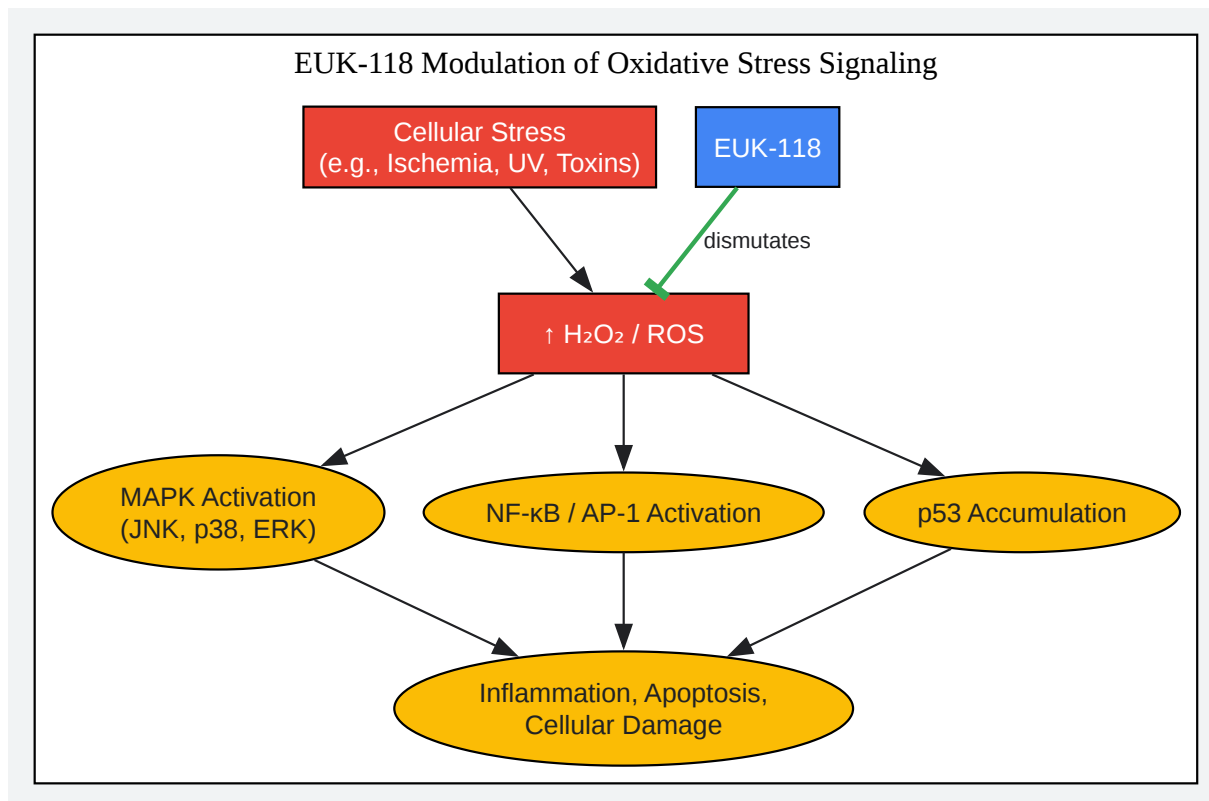 EUK-118 Modulation of Oxidative Stress Signaling
Cellular Stress
(e.g., Ischemia, UV, Toxins)
EUK-118
dismutates
↑ H₂O₂ / ROS
MAPK Activation
(JNK, p38, ERK)
NF-κB / AP-1 Activation
p53 Accumulation
Inflammation, Apoptosis,
Cellular Damage